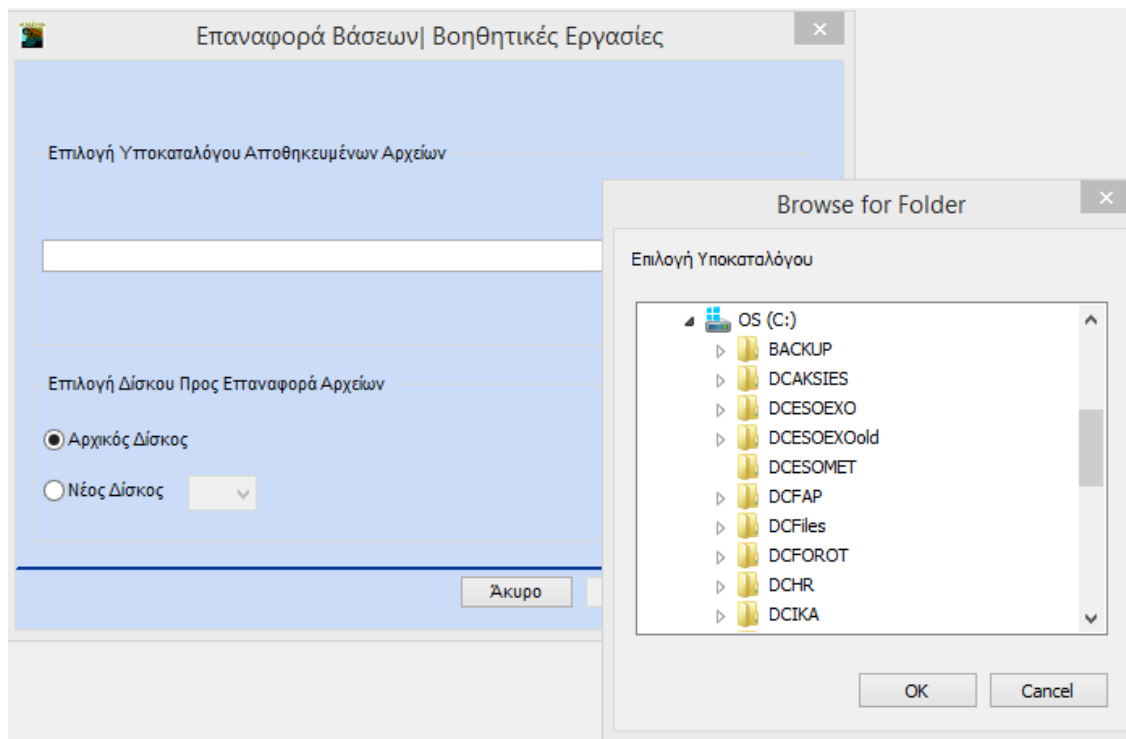 Επαναφορά Βάσεων| Βοηθητικές Εργασίες
Επιλογή Υποκαταλόγου Αποθηκευμένων Αρχείων
Επιλογή Δίσκου Προς Επαναφορά Αρχείων
Αρχικός Δίσκος
Νέος Δίσκος
Άκυρο
Browse for Folder
Επιλογή Υποκαταλόγου
OS (C:)
BACKUP
DCAKSIES
DCESOEXO
DCESOEXOold
DCESOMET
DCFAP
DCFiles
DCFOROT
DCHR
DCIKA
OK Cancel